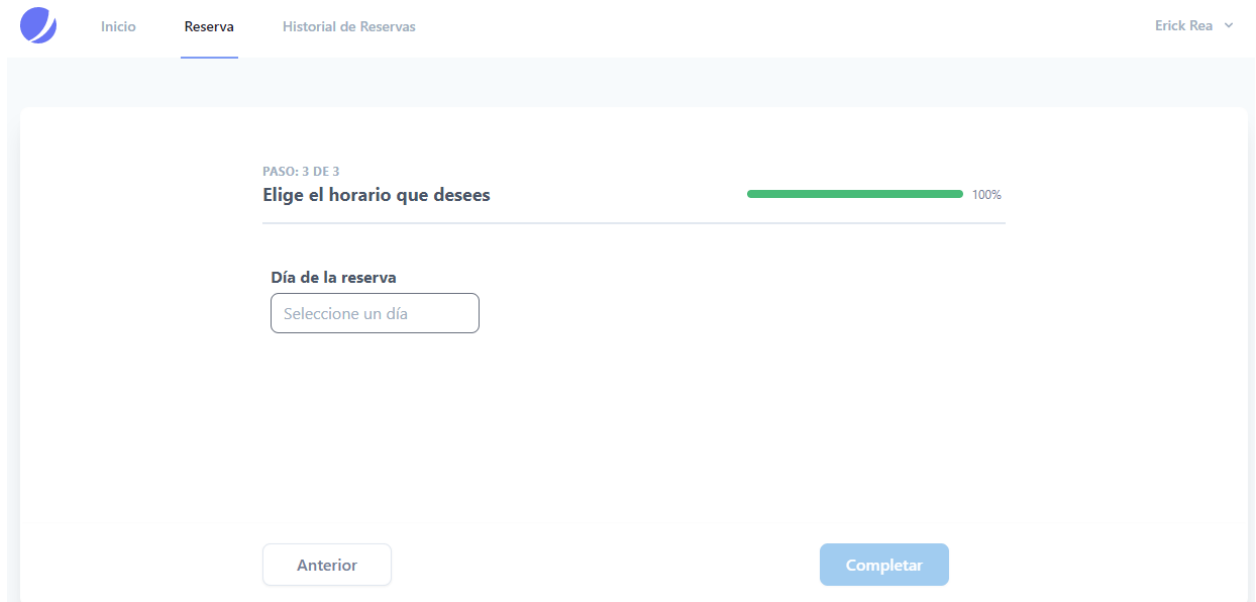 Inicio Reserva Historial de Reservas Erick Rea
PASO: 3 DE 3
Elige el horario que desees 100%
Día de la reserva
Seleccione un día
Anterior Completar